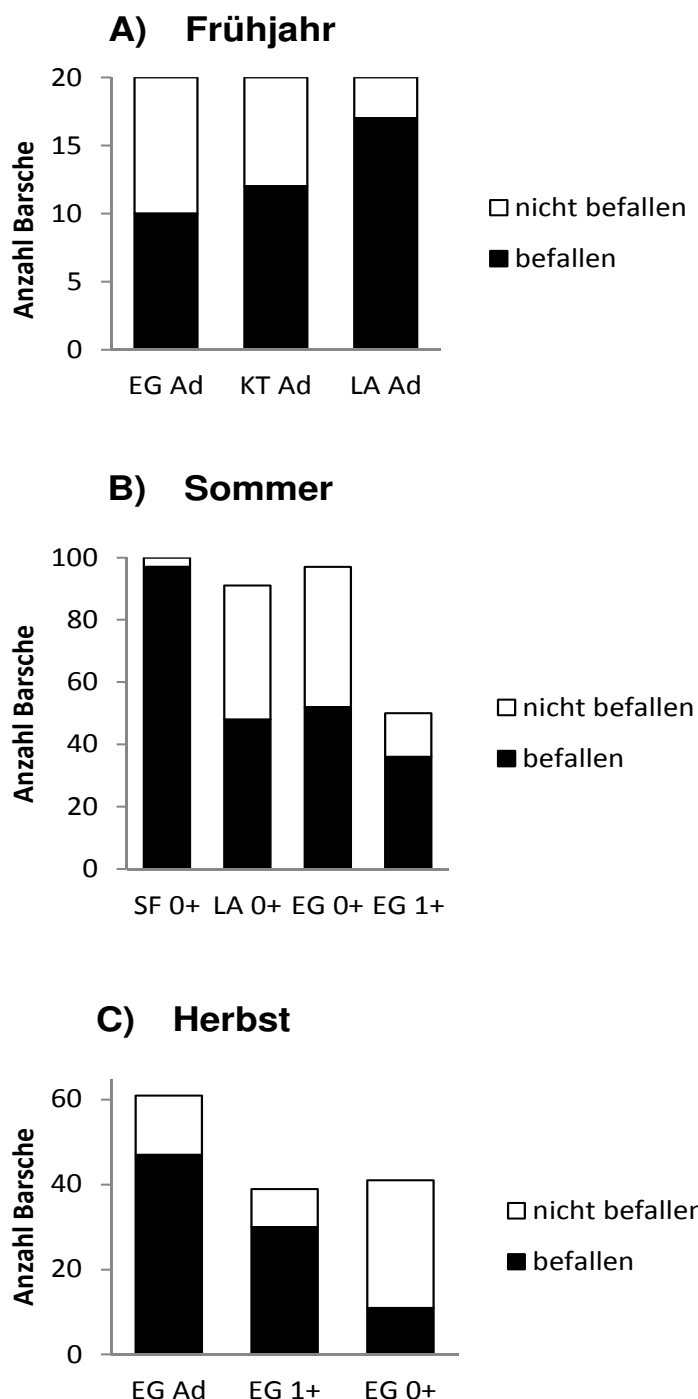 A) Frühjahr
Anzahl Barsche
20
15
10
5
0
EG Ad KT Ad LA Ad
nicht befallen
befallen
B) Sommer
Anzahl Barsche
100
80
60
40
20
0
SF 0+ LA 0+ EG 0+ EG 1+
nicht befallen
befallen
C) Herbst
Anzahl Barsche
60
40
20
0
EG Ad EG 1+ EG 0+
nicht befallen
befallen